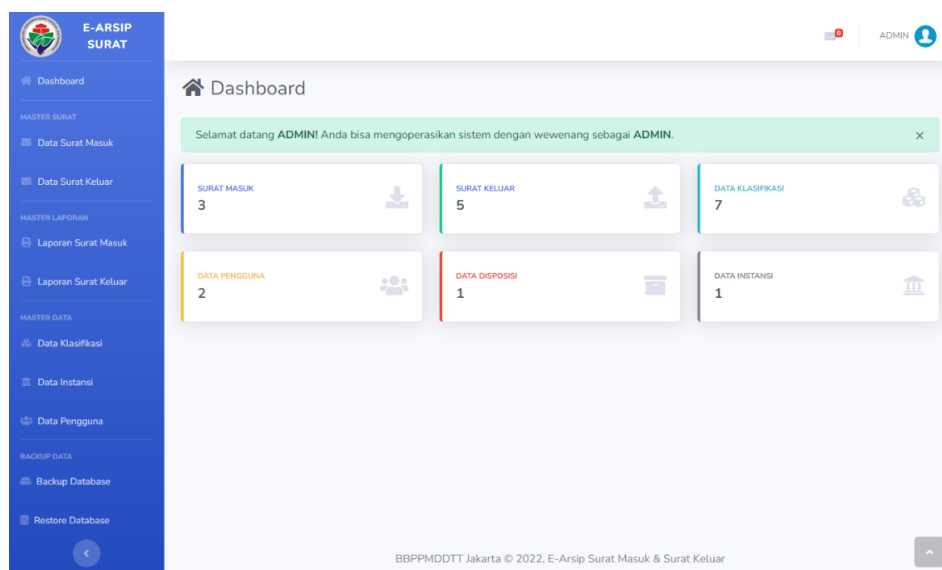 E-ARSIP
SURAT
0
ADMIN
Dashboard
MASTER SURAT
Data Surat Masuk
Data Surat Keluar
MASTER LAPORAN
Laporan Surat Masuk
Laporan Surat Keluar
MASTER DATA
Data Klasifikasi
Data Instansi
Data Pengguna
BACKUP DATA
Backup Database
Restore Database
Dashboard
Selamat datang ADMIN! Anda bisa mengoperasikan sistem dengan wewenang sebagai ADMIN.
SURAT MASUK
3
SURAT KELUAR
5
DATA KLASIFIKASI
7
DATA PENGGUNA
2
DATA DISPOSISI
1
DATA INSTANSI
1
BBPPMDDTT Jakarta © 2022, E-Arsip Surat Masuk & Surat Keluar